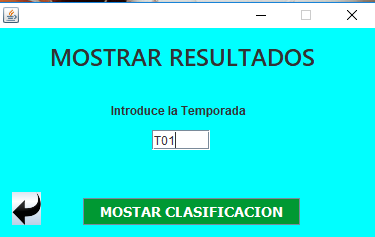 MOSTRAR RESULTADOS
Introduce la Temporada
T01
MOSTAR CLASIFICACION